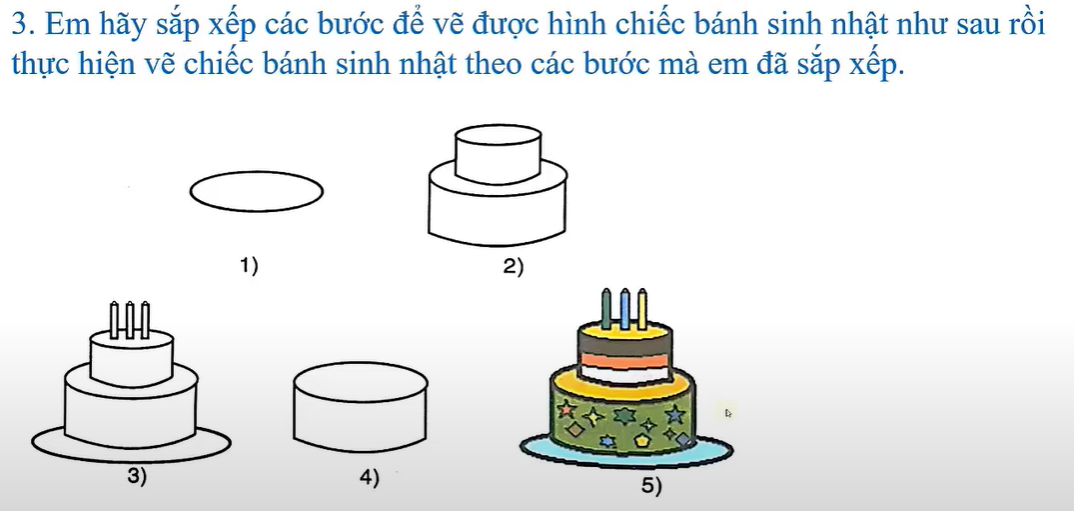 3. Em hãy sắp xếp các bước để vẽ được hình chiếc bánh sinh nhật như sau rồi
thực hiện vẽ chiếc bánh sinh nhật theo các bước mà em đã sắp xếp.
1)
2)
3)
4)
5)